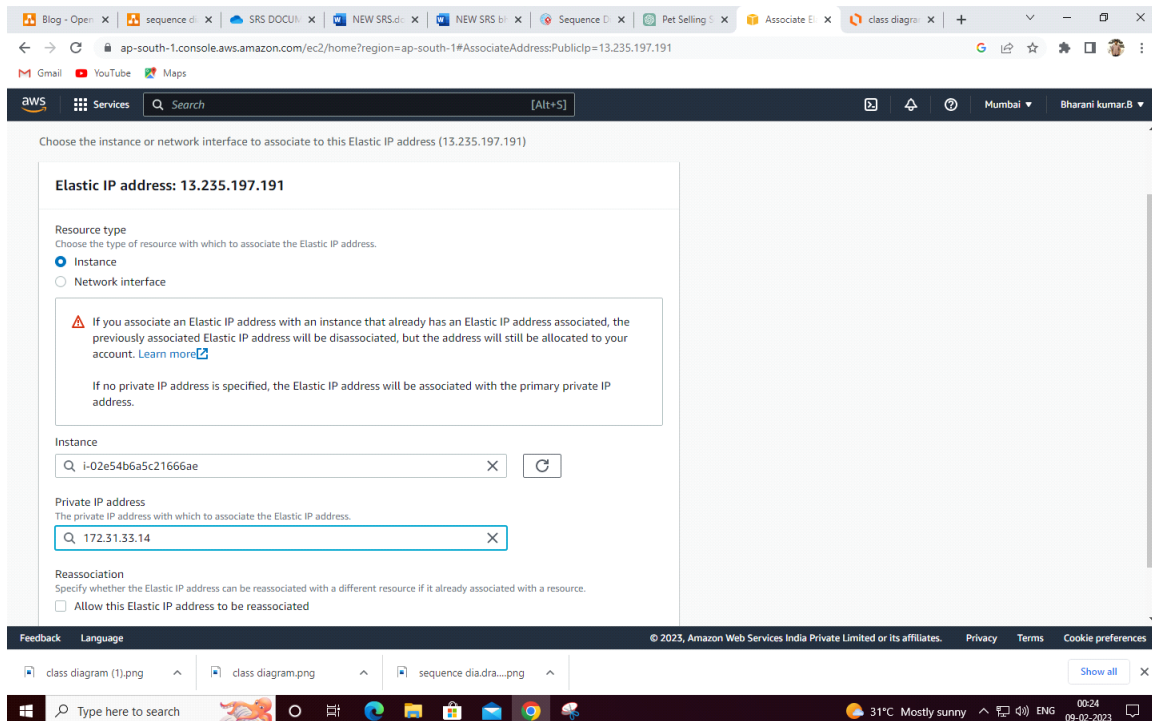 Blog - Open
sequence di
SRS DOCUM
NEW SRS.do
NEW SRS bh
Sequence D
Pet Selling S
Associate El
class diagram
ap-south-1.console.aws.amazon.com/ec2/home?region=ap-south-1#AssociateAddress:PublicIp=13.235.197.191
Gmail YouTube Maps
aws Services Search [Alt+S] Mumbai Bharani kumar.B
Choose the instance or network interface to associate to this Elastic IP address (13.235.197.191)
Elastic IP address: 13.235.197.191
Resource type
Choose the type of resource with which to associate the Elastic IP address.
Instance
Network interface
If you associate an Elastic IP address with an instance that already has an Elastic IP address associated, the
previously associated Elastic IP address will be disassociated, but the address will still be allocated to your
account. Learn more
If no private IP address is specified, the Elastic IP address will be associated with the primary private IP
address.
Instance
i-02e54b6a5c21666ae
Private IP address
The private IP address with which to associate the Elastic IP address.
172.31.33.14
Reassociation
Specify whether the Elastic IP address can be reassociated with a different resource if it already associated with a resource.
Allow this Elastic IP address to be reassociated
Feedback Language © 2023, Amazon Web Services India Private Limited or its affiliates. Privacy Terms Cookie preferences
class diagram (1).png class diagram.png sequence dia.dra....png Show all
Type here to search 31°C Mostly sunny ENG 00:24
09-02-2023